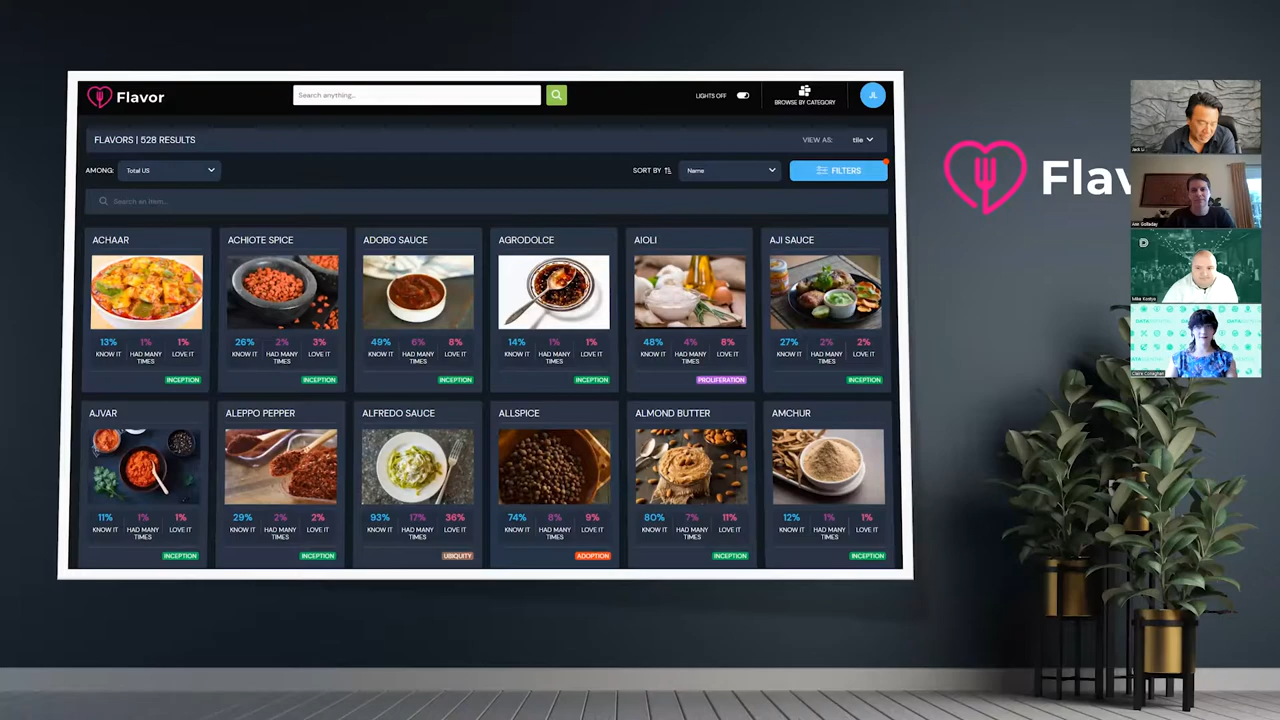 Flavor
Search anything..
LIGHTS OFF
BROWSE BY CATEGORY
JL
FLAVORS | 528 RESULTS
VIEW AS: tile
AMONG: Total US
SORT BY Name
FILTERS
Search an item...
ACHAAR
13% 1% 1%
KNOW IT HAD MANY TIMES LOVE IT
INCEPTION
ACHIOTE SPICE
26% 2% 3%
KNOW IT HAD MANY TIMES LOVE IT
INCEPTION
ADOBO SAUCE
49% 6% 8%
KNOW IT HAD MANY TIMES LOVE IT
INCEPTION
AGRODOLCE
14% 1% 1%
KNOW IT HAD MANY TIMES LOVE IT
INCEPTION
AIOLI
48% 4% 8%
KNOW IT HAD MANY TIMES LOVE IT
PROLIFERATION
AJI SAUCE
27% 2% 2%
KNOW IT HAD MANY TIMES LOVE IT
INCEPTION
AJVAR
11% 1% 1%
KNOW IT HAD MANY TIMES LOVE IT
INCEPTION
ALEPPO PEPPER
29% 2% 2%
KNOW IT HAD MANY TIMES LOVE IT
INCEPTION
ALFREDO SAUCE
93% 17% 36%
KNOW IT HAD MANY TIMES LOVE IT
UBIQUITY
ALLSPICE
74% 8% 9%
KNOW IT HAD MANY TIMES LOVE IT
ADOPTION
ALMOND BUTTER
80% 7% 11%
KNOW IT HAD MANY TIMES LOVE IT
INCEPTION
AMCHUR
12% 1% 1%
KNOW IT HAD MANY TIMES LOVE IT
INCEPTION
Flav
Jack Li
Mike Kostyo
Claire Conaghan